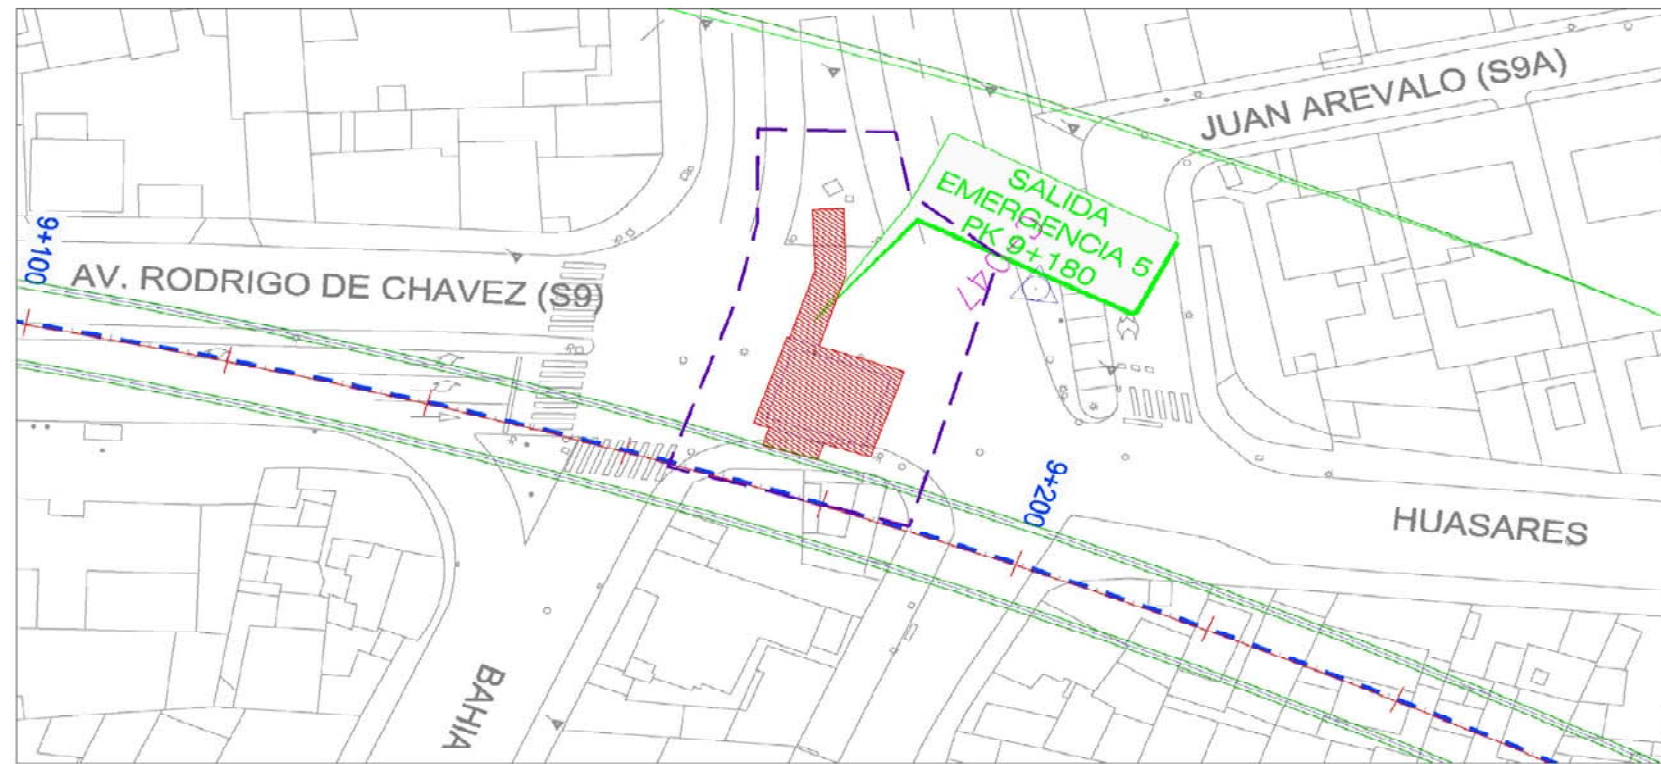 JUAN AREVALO (S9A)
SALIDA
EMERGENCIA 5
PK 9+180
9+100
AV. RODRIGO DE CHAVEZ (S9)
9+200
HUASARES
BAHIA